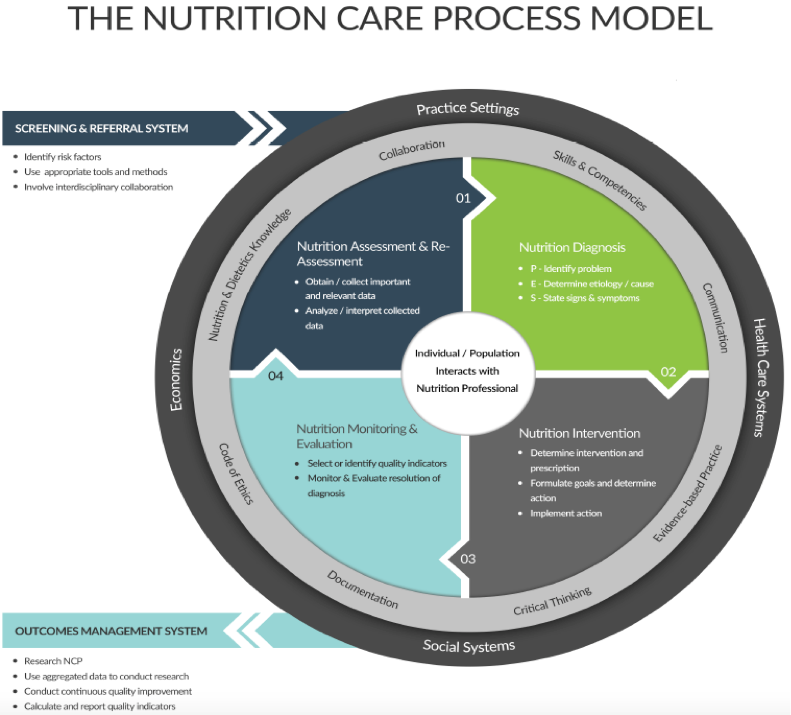 THE NUTRITION CARE PROCESS MODEL
SCREENING & REFERRAL SYSTEM
• Identify risk factors
• Use appropriate tools and methods
• Involve interdisciplinary collaboration
Practice Settings
Health Care Systems
Social Systems
Economics
Collaboration
Skills & Competencies
Communication
Evidence-based Practice
Critical Thinking
Documentation
Code of Ethics
Nutrition & Dietetics Knowledge
01
Nutrition Assessment & Re-
Assessment
• Obtain / collect important
and relevant data
• Analyze / interpret collected
data
Nutrition Diagnosis
• P - Identify problem
• E - Determine etiology / cause
• S - State signs & symptoms
02
Individual / Population
Interacts with
Nutrition Professional
Nutrition Intervention
• Determine intervention and
prescription
• Formulate goals and determine
action
• Implement action
03
04
Nutrition Monitoring &
Evaluation
• Select or identify quality indicators
• Monitor & Evaluate resolution of
diagnosis
OUTCOMES MANAGEMENT SYSTEM
• Research NCP
• Use aggregated data to conduct research
• Conduct continuous quality improvement
• Calculate and report quality indicators